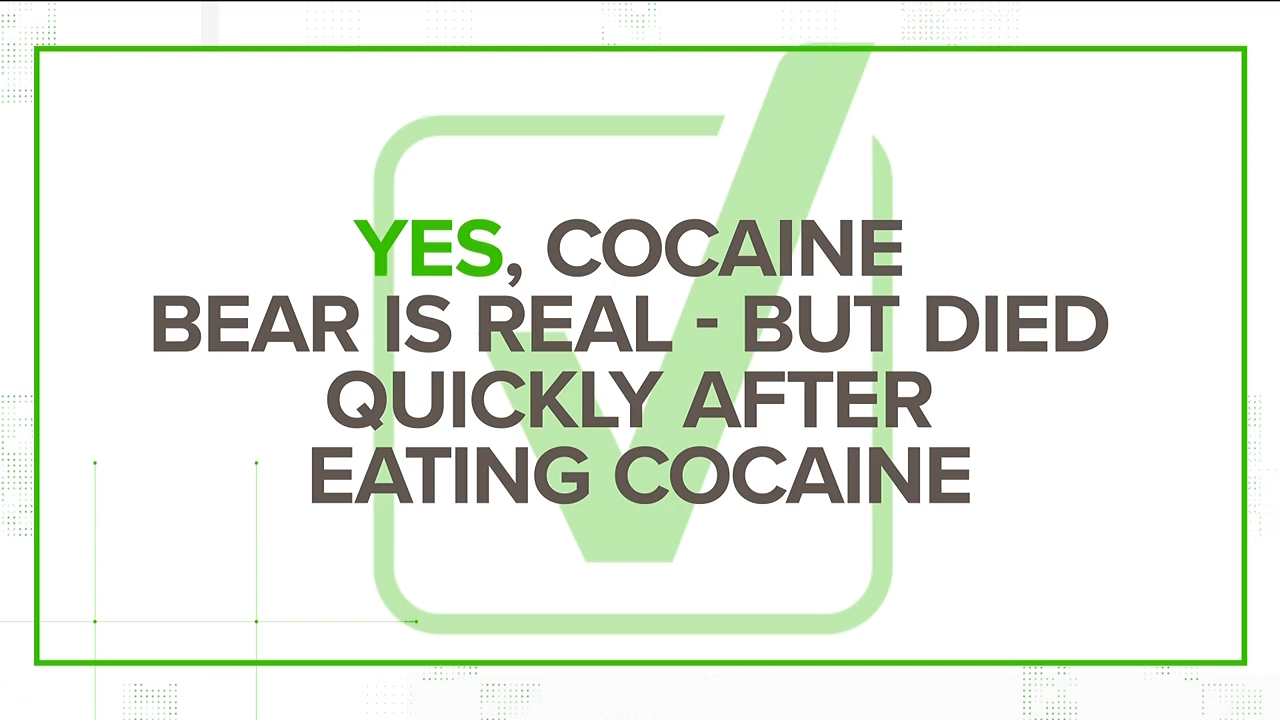 YES, COCAINE
BEAR IS REAL - BUT DIED
QUICKLY AFTER
EATING COCAINE